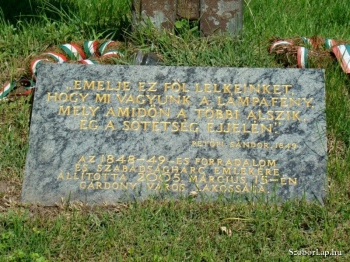 „EMELJE EZ FÖL LELKEINKET,
HOGY MI VAGYUNK A LÁMPAFÉNY,
MELY AMIDŐN A TÖBBI ALSZIK,
ÉG A SÖTÉTSÉG ÉJJELÉN."
PETŐFI SÁNDOR, 1849.
AZ 1848-49-ES FORRADALOM
ÉS SZABADSÁGHARC EMLÉKÉRE
ÁLLÍTOTTA 2005 MÁRCIUS 15-ÉN
GÁRDONY VÁROS LAKOSSÁGA
SzoborLap.hu